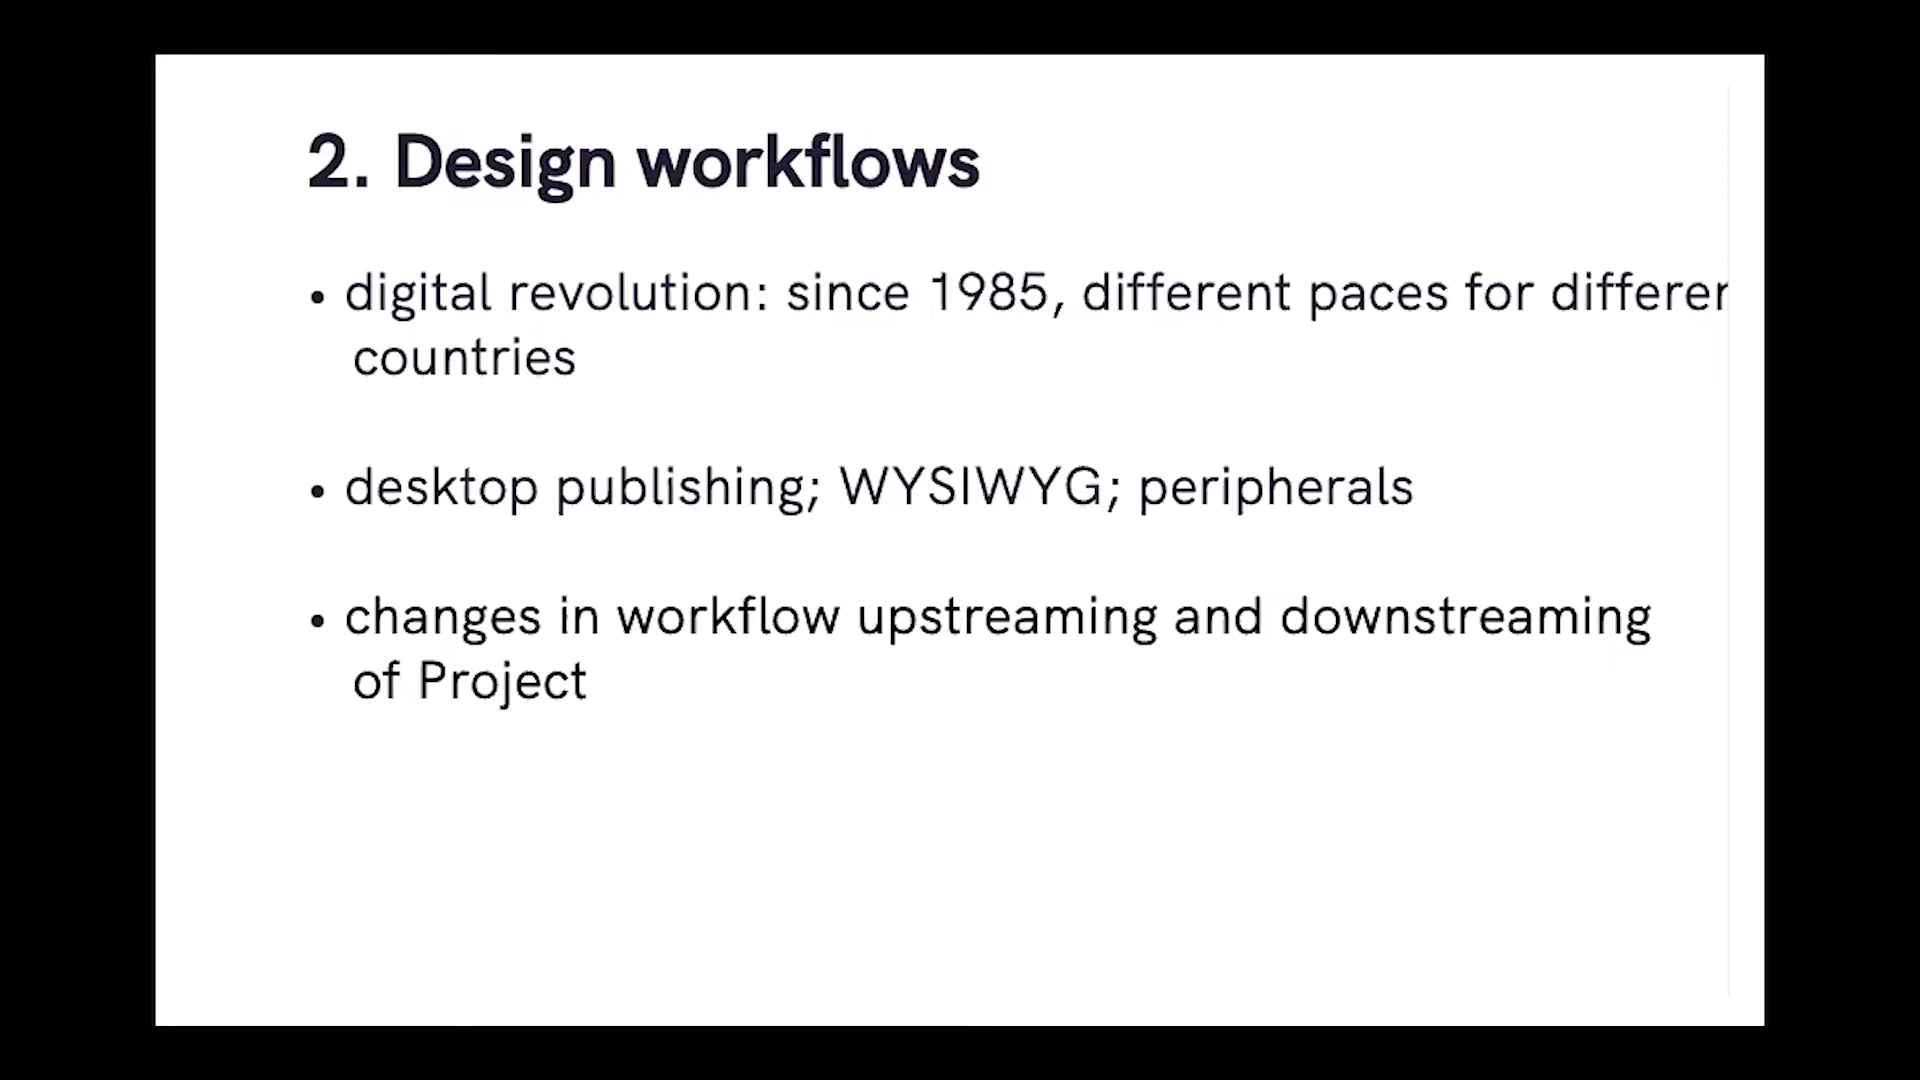 2. Design workflows
• digital revolution: since 1985, different paces for differen
countries
• desktop publishing; WYSIWYG; peripherals
• changes in workflow upstreaming and downstreaming
of Project